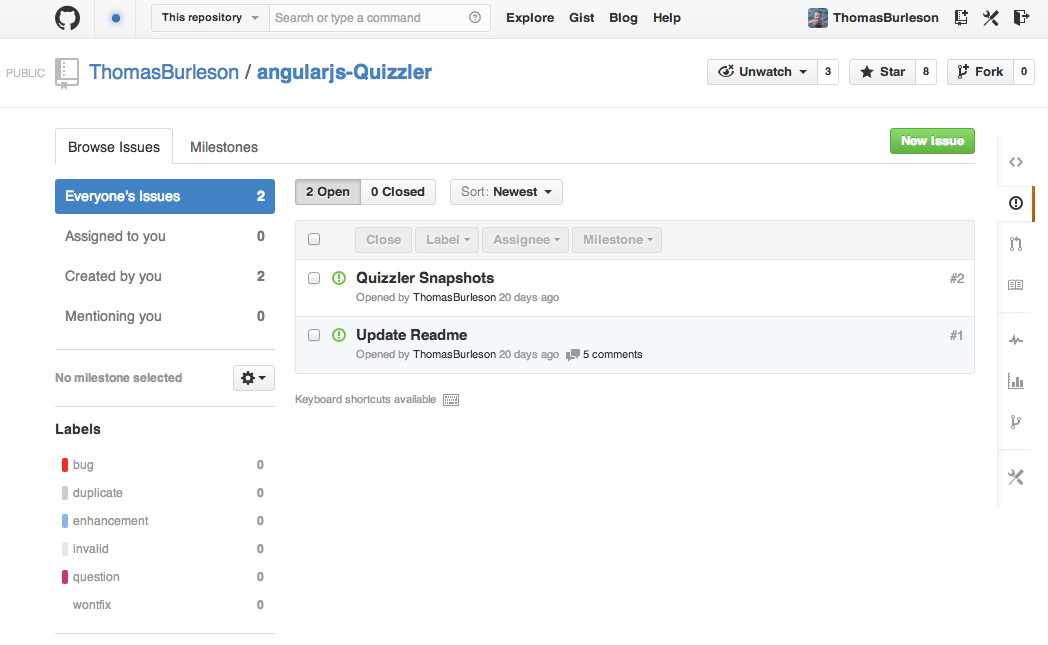 This repository Search or type a command Explore Gist Blog Help ThomasBurleson
PUBLIC ThomasBurleson / angularjs-Quizzler Unwatch 3 Star 8 Fork 0
Browse Issues Milestones New Issue
Everyone's Issues 2
Assigned to you 0
Created by you 2
Mentioning you 0
No milestone selected
Labels
bug 0
duplicate 0
enhancement 0
invalid 0
question 0
wontfix 0
2 Open 0 Closed Sort: Newest
Close Label Assignee Milestone
Quizzler Snapshots #2
Opened by ThomasBurleson 20 days ago
Update Readme #1
Opened by ThomasBurleson 20 days ago 5 comments
Keyboard shortcuts available